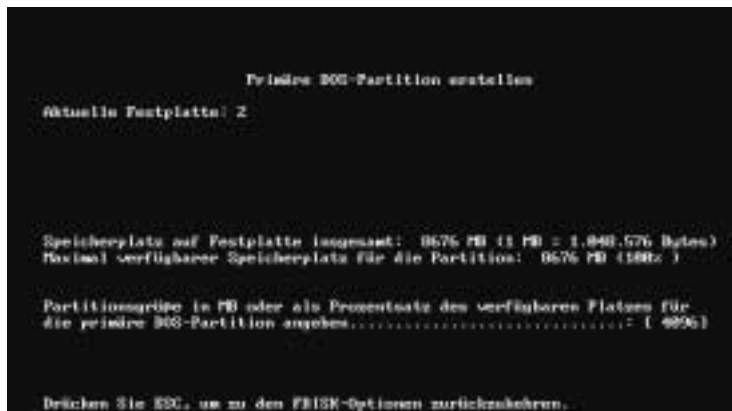 Primäre DOS-Partition erstellen
Aktuelle Festplatte: 2
Speicherplatz auf Festplatte insgesamt: 8676 MB (1 MB = 1.048.576 Bytes)
Maximal verfügbarer Speicherplatz für die Partition: 8676 MB (100% )
Partitionsgröße in MB oder als Prozentsatz des verfügbaren Platzes für
die primäre DOS-Partition angeben..............................: [ 4096]
Drücken Sie ESC, um zu den FDISK-Optionen zurückzukehren.